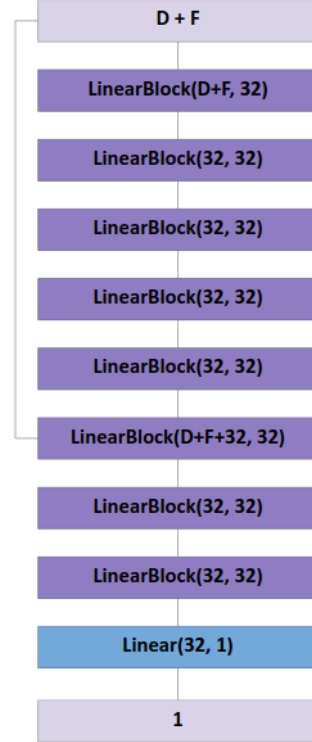 D + F
LinearBlock(D+F, 32)
LinearBlock(32, 32)
LinearBlock(32, 32)
LinearBlock(32, 32)
LinearBlock(32, 32)
LinearBlock(D+F+32, 32)
LinearBlock(32, 32)
LinearBlock(32, 32)
Linear(32, 1)
1